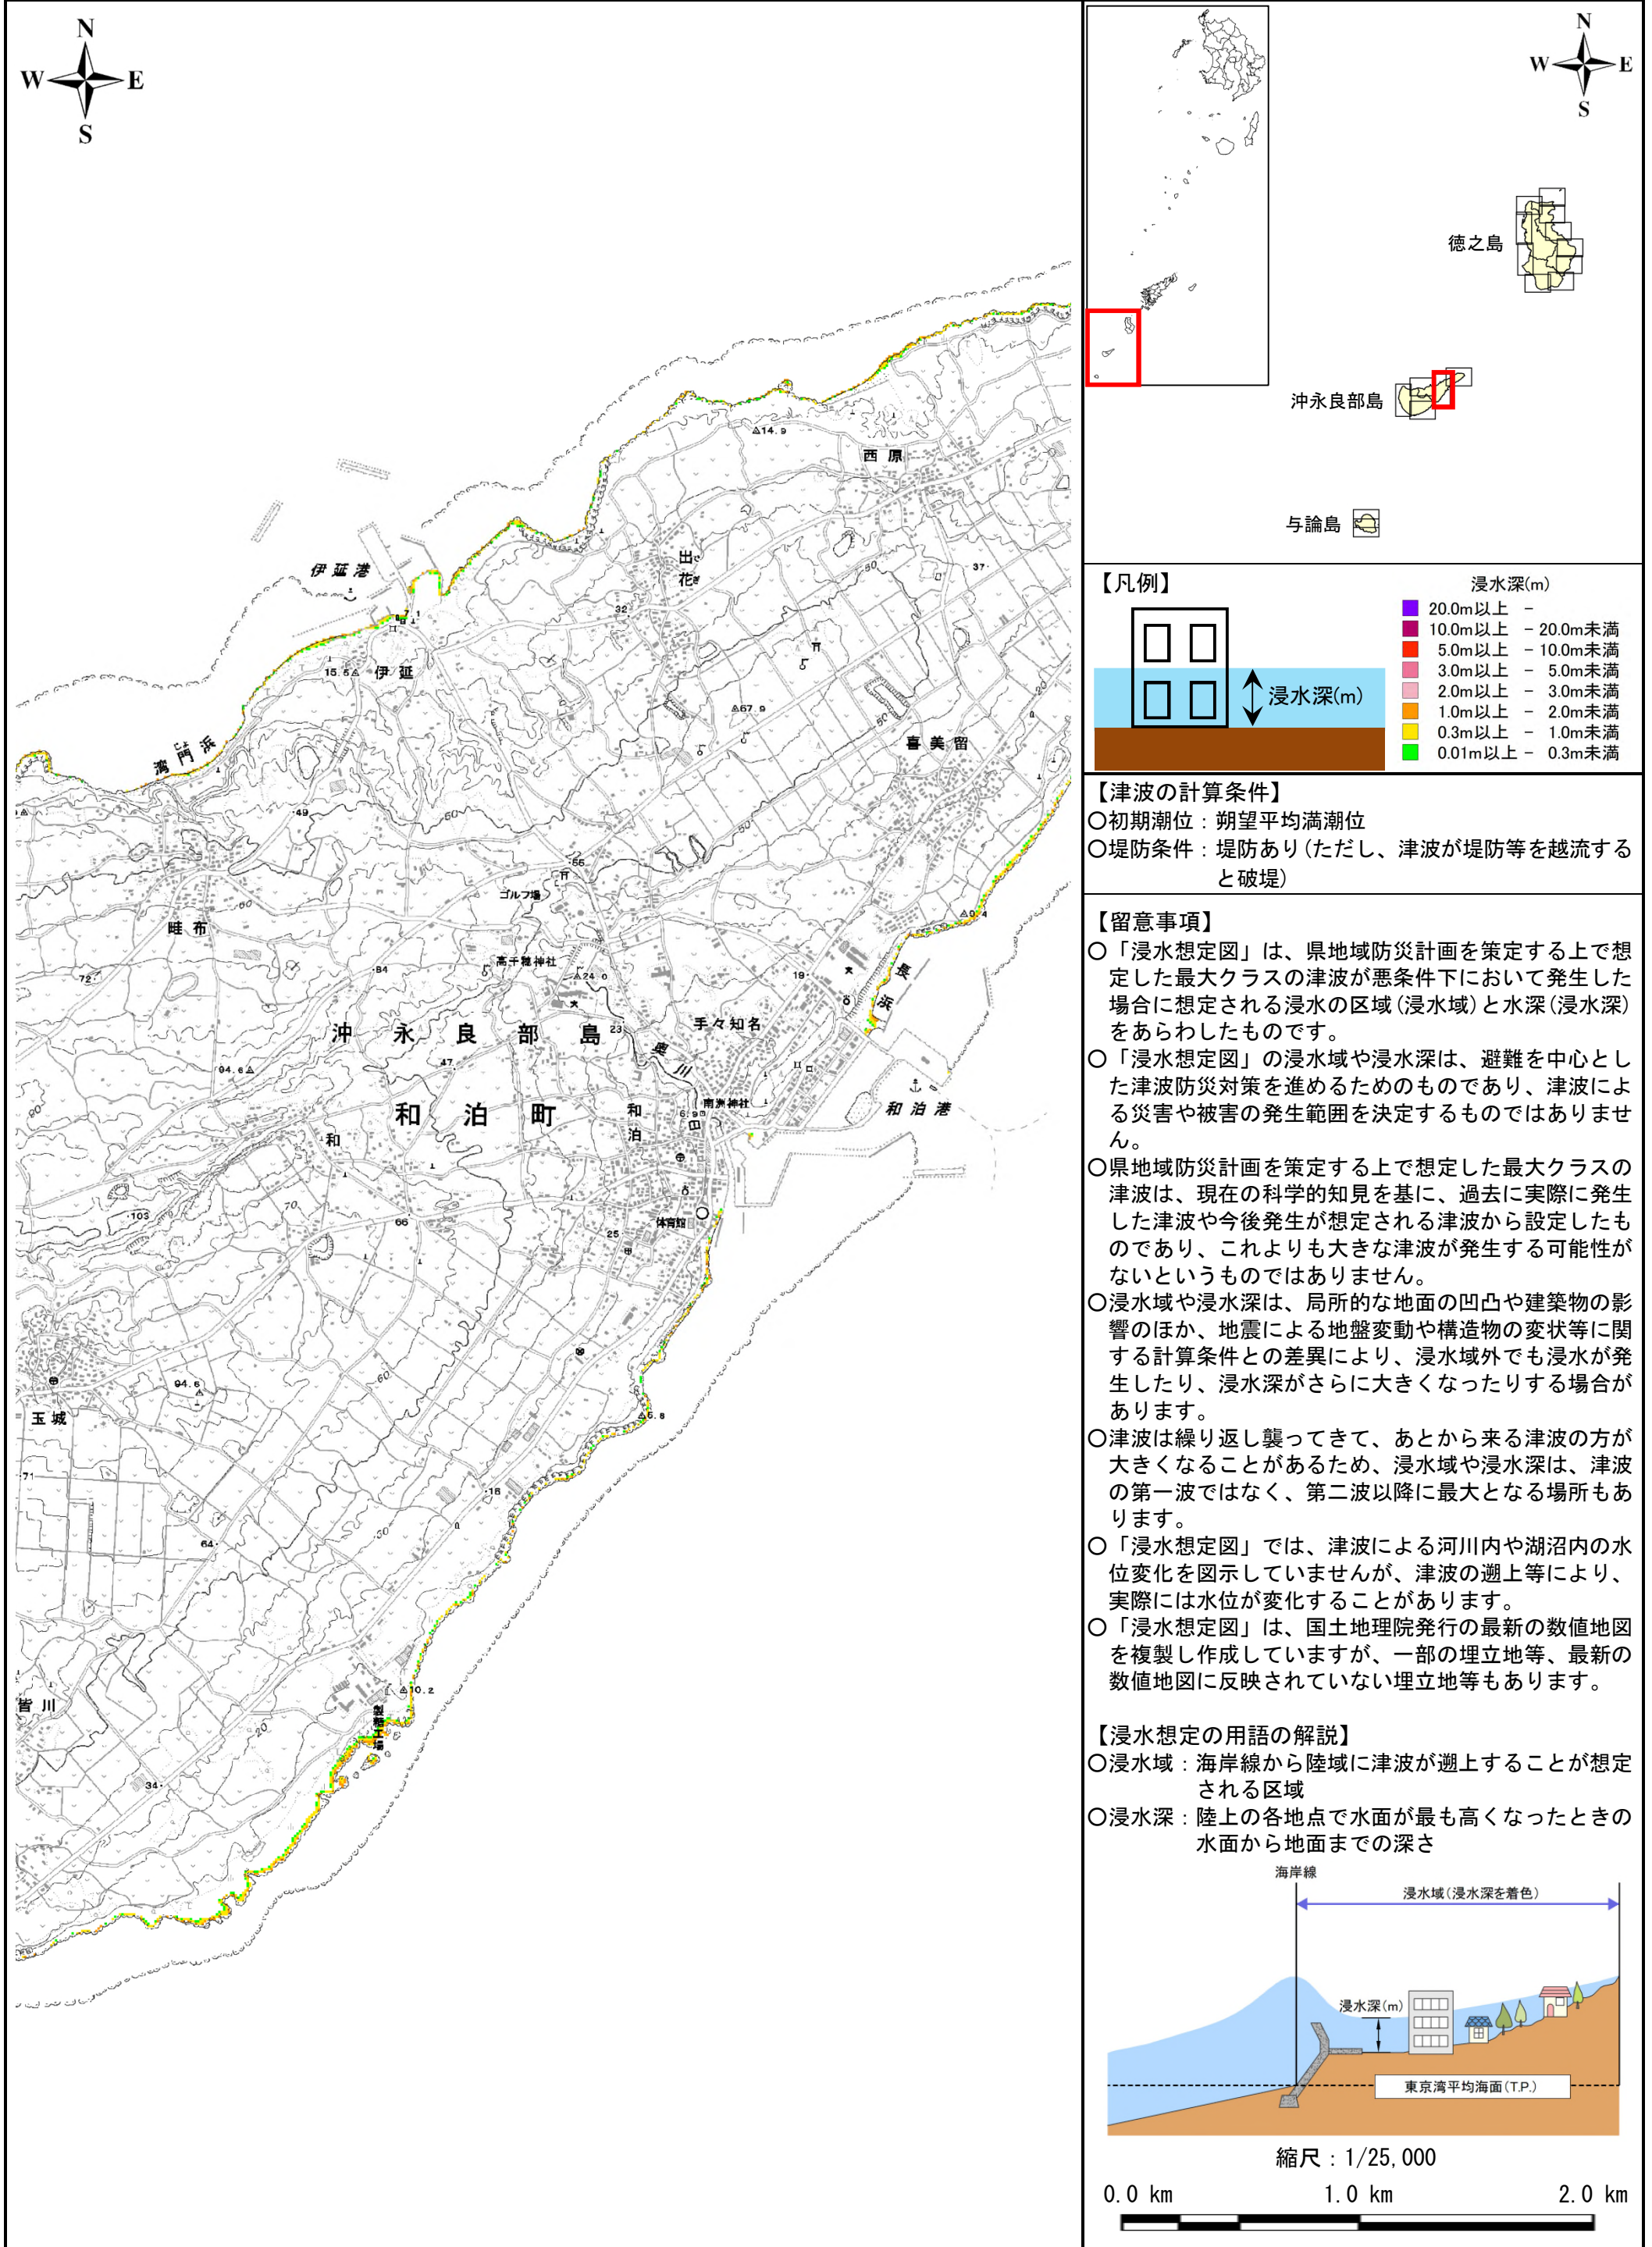 N
W E
S
伊延港
伊延
15.5
湾門浜
14.9
西原
出花
32
37
50
67.9
50
20
喜美留
49
60
50
66
ゴルフ場
畦布
60
72
84
高千穂神社
24.0
19
長浜
沖永良部島
23
手々知名
奥川
47
94.6
和泊町
和泊
南洲神社
和泊港
和
103
70
66
体育館
25
60
94.6
玉城
71
5.8
18
64
皆川
10.2
製糖工場
20
34
N
W E
S
徳之島
沖永良部島
与論島
【凡例】
浸水深(m)
浸水深(m)
20.0m以上 -
10.0m以上 - 20.0m未満
5.0m以上 - 10.0m未満
3.0m以上 - 5.0m未満
2.0m以上 - 3.0m未満
1.0m以上 - 2.0m未満
0.3m以上 - 1.0m未満
0.01m以上 - 0.3m未満
【津波の計算条件】
○初期潮位：朔望平均満潮位
○堤防条件：堤防あり(ただし、津波が堤防等を越流する
と破堤)
【留意事項】
○「浸水想定図」は、県地域防災計画を策定する上で想
定した最大クラスの津波が悪条件下において発生した
場合に想定される浸水の区域(浸水域)と水深(浸水深)
をあらわしたものです。
○「浸水想定図」の浸水域や浸水深は、避難を中心とし
た津波防災対策を進めるためのものであり、津波によ
る災害や被害の発生範囲を決定するものではありませ
ん。
○県地域防災計画を策定する上で想定した最大クラスの
津波は、現在の科学的知見を基に、過去に実際に発生
した津波や今後発生が想定される津波から設定したも
のであり、これよりも大きな津波が発生する可能性が
ないというものではありません。
○浸水域や浸水深は、局所的な地面の凹凸や建築物の影
響のほか、地震による地盤変動や構造物の変状等に関
する計算条件との差異により、浸水域外でも浸水が発
生したり、浸水深がさらに大きくなったりする場合が
あります。
○津波は繰り返し襲ってきて、あとから来る津波の方が
大きくなることがあるため、浸水域や浸水深は、津波
の第一波ではなく、第二波以降に最大となる場所もあ
ります。
○「浸水想定図」では、津波による河川内や湖沼内の水
位変化を図示していませんが、津波の遡上等により、
実際には水位が変化することがあります。
○「浸水想定図」は、国土地理院発行の最新の数値地図
を複製し作成していますが、一部の埋立地等、最新の
数値地図に反映されていない埋立地等もあります。
【浸水想定の用語の解説】
○浸水域：海岸線から陸域に津波が遡上することが想定
される区域
○浸水深：陸上の各地点で水面が最も高くなったときの
水面から地面までの深さ
海岸線
浸水域(浸水深を着色)
浸水深(m)
東京湾平均海面(T.P.)
縮尺：1/25,000
0.0 km 1.0 km 2.0 km